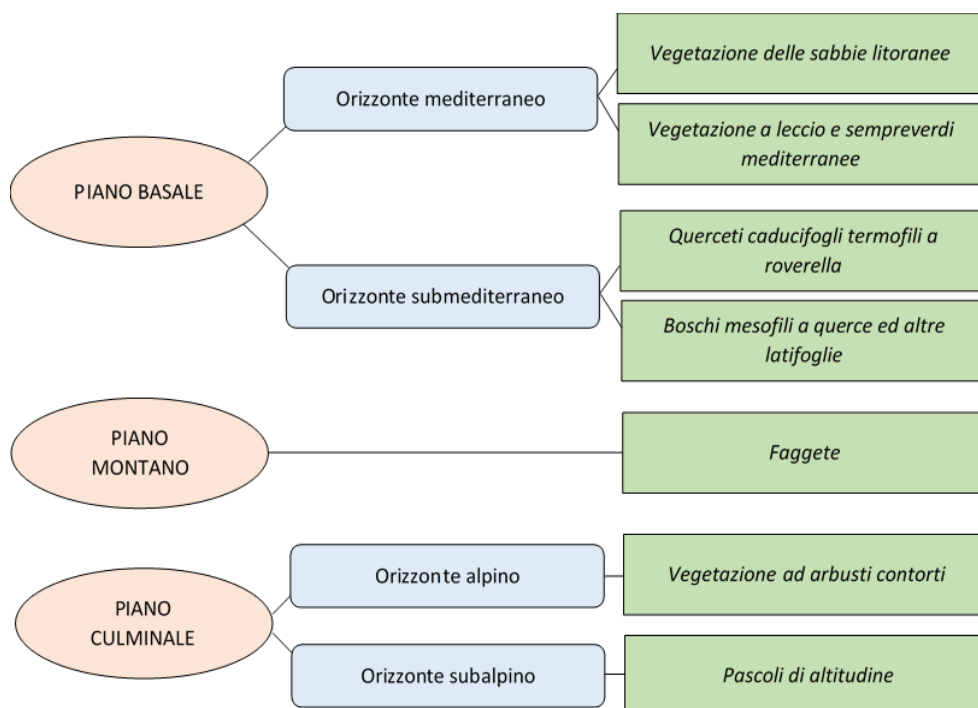 PIANO BASALE
Orizzonte mediterraneo
Vegetazione delle sabbie litoranee
Vegetazione a leccio e sempreverdi
mediterranee
Orizzonte submediterraneo
Querceti caducifogli termofili a
roverella
Boschi mesofili a querce ed altre
latifoglie
PIANO
MONTANO
Faggete
PIANO
CULMINALE
Orizzonte alpino
Vegetazione ad arbusti contorti
Orizzonte subalpino
Pascoli di altitudine